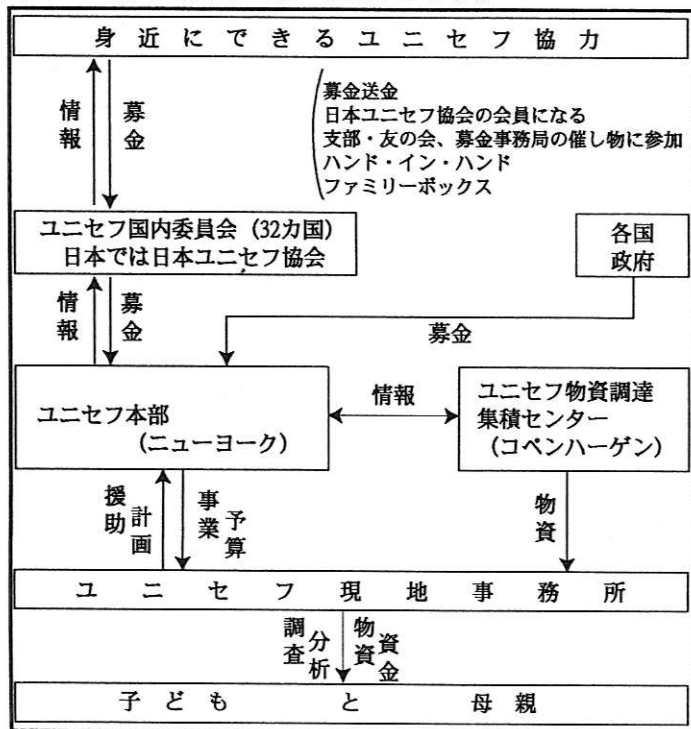 身近にできるユニセフ協力
情報
募金
募金送金
日本ユニセフ協会の会員になる
支部・友の会、募金事務局の催し物に参加
ハンド・イン・ハンド
ファミリーボックス
ユニセフ国内委員会 (32カ国)
日本では日本ユニセフ協会
各国
政府
情報
募金
募金
ユニセフ本部
(ニューヨーク)
情報
ユニセフ物資調達
集積センター
(コペンハーゲン)
援助計画
事業予算
物資
ユニセフ現地事務所
調査分析
物資資金
子どもと母親